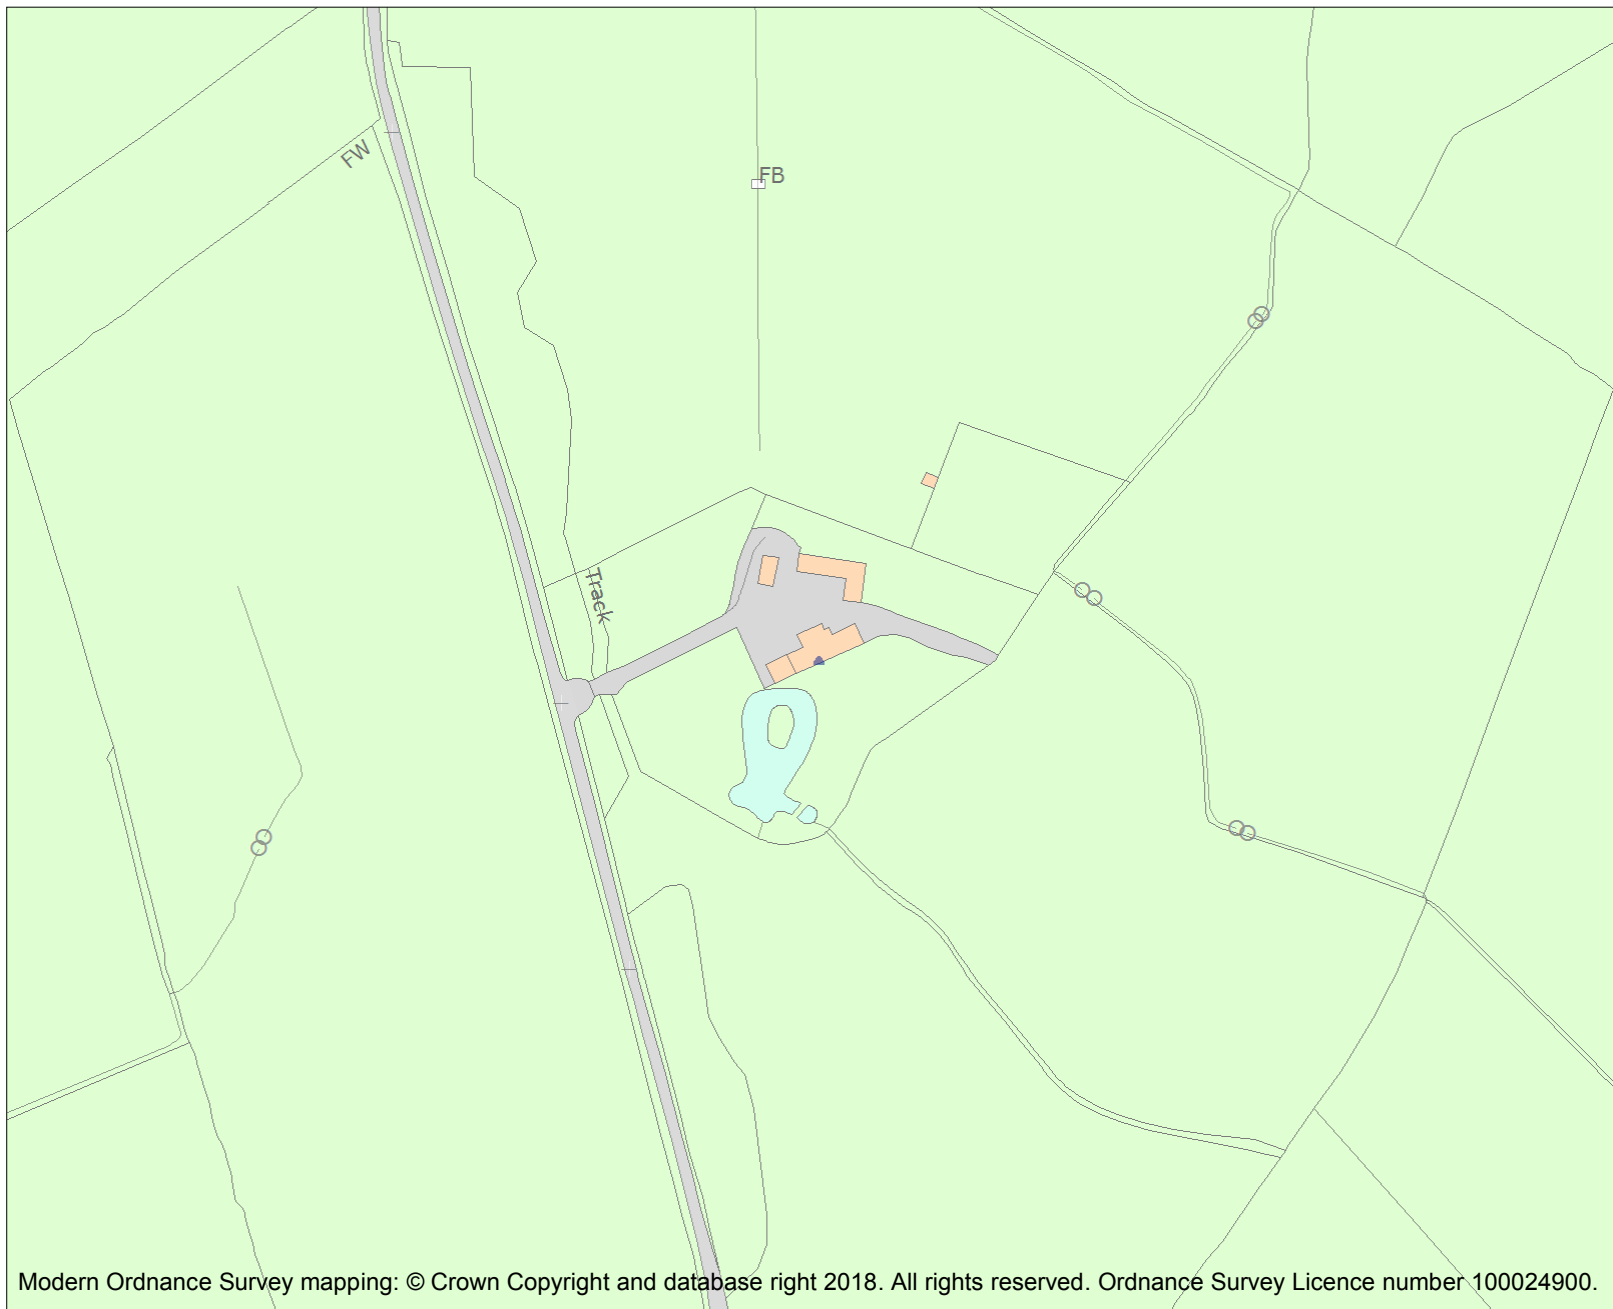 FW
FB
Track
Modern Ordnance Survey mapping: © Crown Copyright and database right 2018. All rights reserved. Ordnance Survey Licence number 100024900.